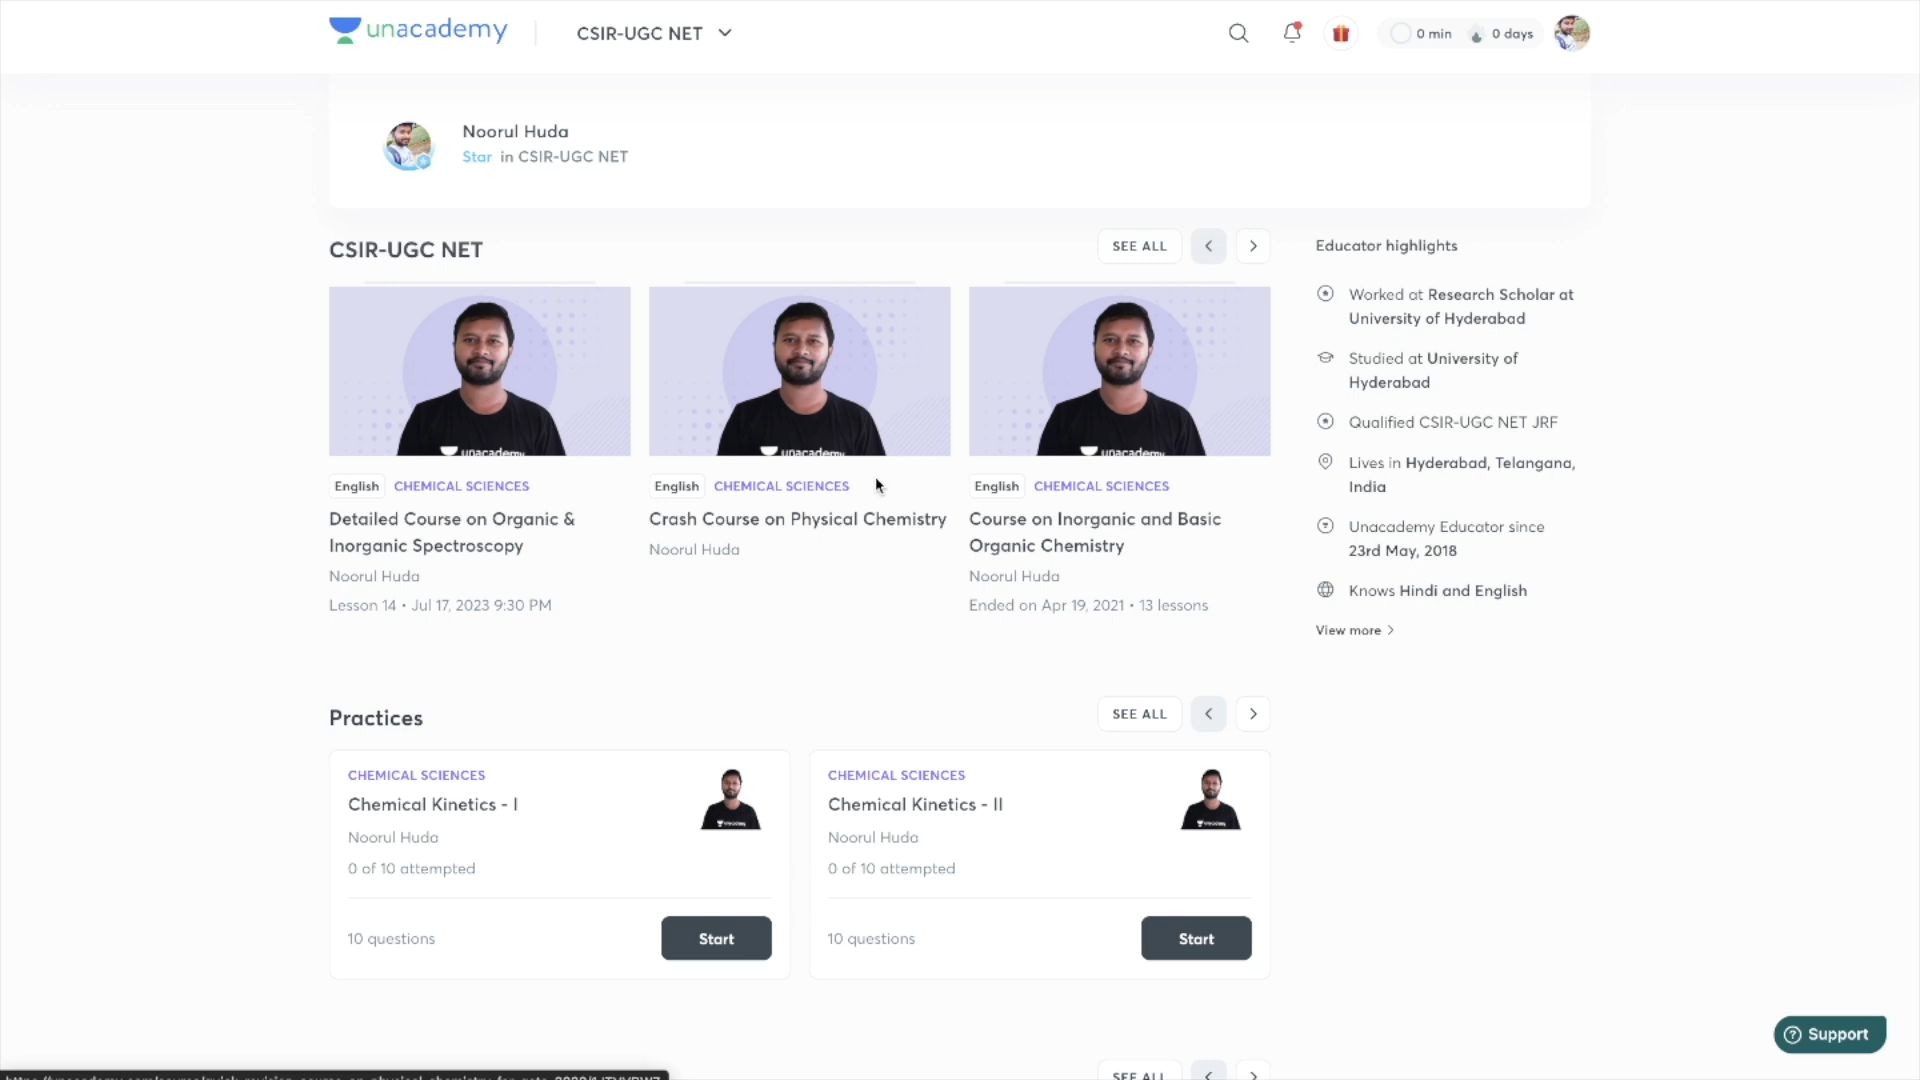 unacademy
CSIR-UGC NET
0 min
0 days
Noorul Huda
Star in CSIR-UGC NET
CSIR-UGC NET
SEE ALL
Educator highlights
Worked at Research Scholar at
University of Hyderabad
Studied at University of
Hyderabad
Qualified CSIR-UGC NET JRF
Lives in Hyderabad, Telangana,
India
Unacademy Educator since
23rd May, 2018
Knows Hindi and English
View more
unacademy
unacademy
unacademy
English CHEMICAL SCIENCES
Detailed Course on Organic &
Inorganic Spectroscopy
Noorul Huda
Lesson 14 • Jul 17, 2023 9:30 PM
English CHEMICAL SCIENCES
Crash Course on Physical Chemistry
Noorul Huda
English CHEMICAL SCIENCES
Course on Inorganic and Basic
Organic Chemistry
Noorul Huda
Ended on Apr 19, 2021 • 13 lessons
Practices
SEE ALL
CHEMICAL SCIENCES
Chemical Kinetics - I
Noorul Huda
0 of 10 attempted
10 questions
Start
CHEMICAL SCIENCES
Chemical Kinetics - II
Noorul Huda
0 of 10 attempted
10 questions
Start
Support
SEE ALL